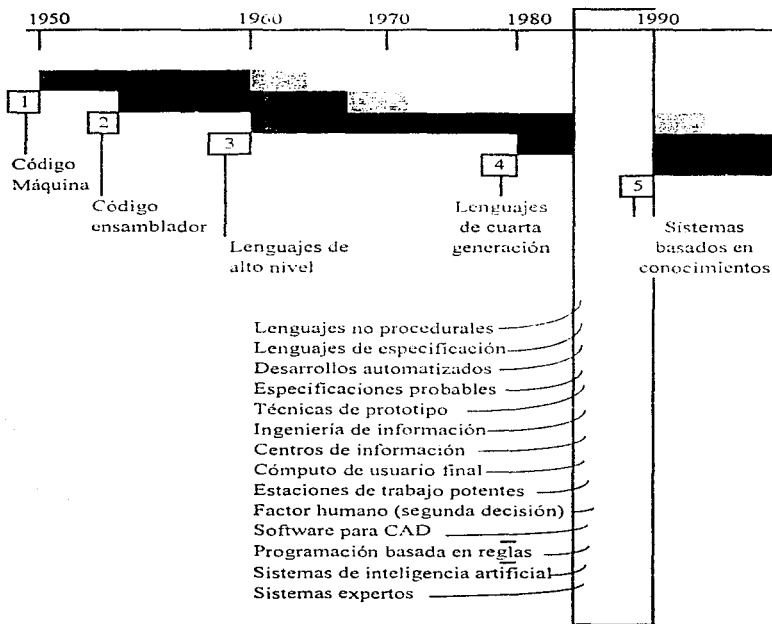 1950 1960 1970 1980 1990
1
2
3
4
5
Código
Máquina
Código
ensamblador
Lenguajes de
alto nivel
Lenguajes
de cuarta
generación
Sistemas
basados en
conocimientos
Lenguajes no procedurales
Lenguajes de especificación
Desarrollos automatizados
Especificaciones probables
Técnicas de prototipo
Ingeniería de información
Centros de información
Cómputo de usuario final
Estaciones de trabajo potentes
Factor humano (segunda decisión)
Software para CAD
Programación basada en reglas
Sistemas de inteligencia artificial
Sistemas expertos